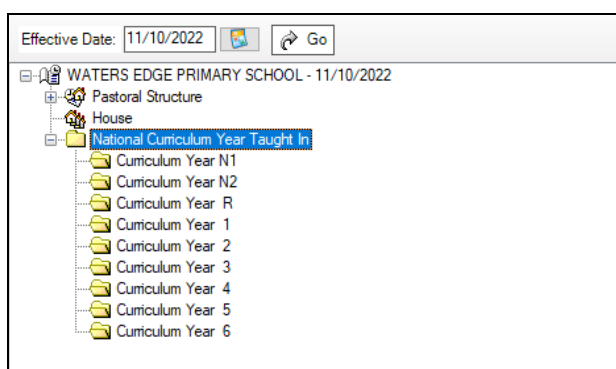 Effective Date: 11/10/2022 Go
WATERS EDGE PRIMARY SCHOOL - 11/10/2022
Pastoral Structure
House
National Curriculum Year Taught In
Curriculum Year N1
Curriculum Year N2
Curriculum Year R
Curriculum Year 1
Curriculum Year 2
Curriculum Year 3
Curriculum Year 4
Curriculum Year 5
Curriculum Year 6